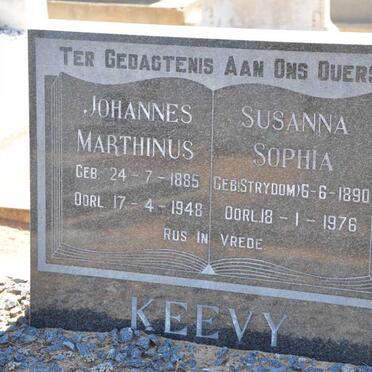 TER GEDAGTENIS AAN ONS OUERS
JOHANNES
MARTHINUS
GEB. 24-7-1885
OORL. 17-4-1948
SUSANNA
SOPHIA
GEB(STRYDOM)6-6-1890
OORL.18-1-1976
RUS IN VREDE
KEEVY